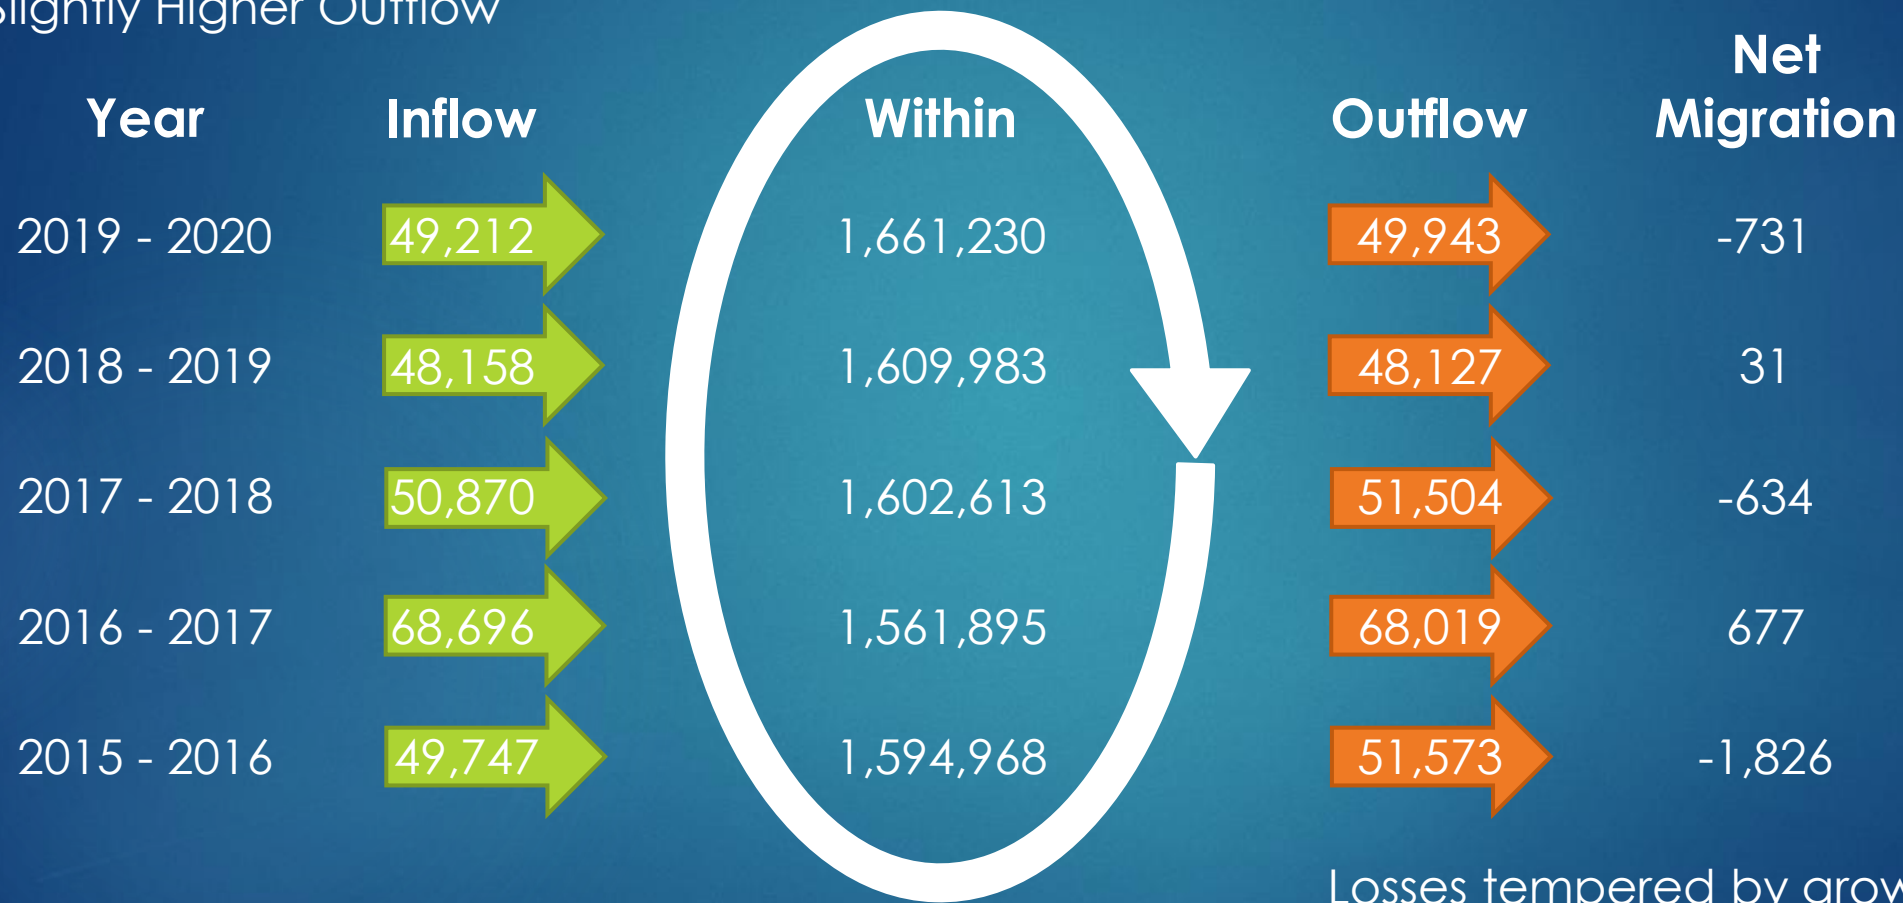 Slightly Higher Outflow
Year Inflow Within Outflow Net Migration
2019 - 2020 49,212 1,661,230 49,943 -731
2018 - 2019 48,158 1,609,983 48,127 31
2017 - 2018 50,870 1,602,613 51,504 -634
2016 - 2017 68,696 1,561,895 68,019 677
2015 - 2016 49,747 1,594,968 51,573 -1,826
Losses tempered by